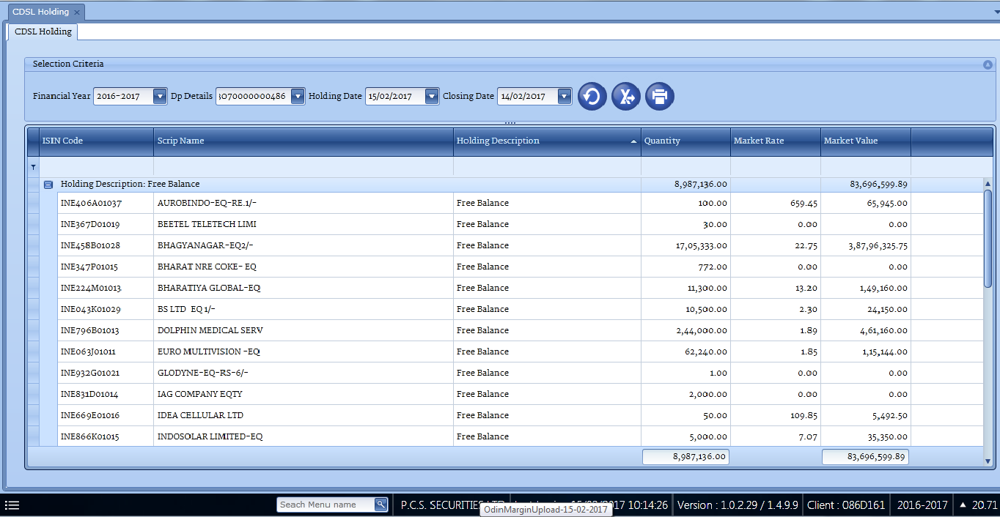 CDSL Holding
CDSL Holding
Selection Criteria
Financial Year 2016-2017 Dp Details 3070000000486 Holding Date 15/02/2017 Closing Date 14/02/2017
ISIN Code Scrip Name Holding Description Quantity Market Rate Market Value
Holding Description: Free Balance 8,987,136.00 83,696,599.89
INE406A01037 AUROBINDO-EQ-RE.1/- Free Balance 100.00 659.45 65,945.00
INE367D01019 BEETEL TELETECH LIMI Free Balance 30.00 0.00 0.00
INE458B01028 BHAGYANAGAR-EQ2/- Free Balance 17,05,333.00 22.75 3,87,96,325.75
INE347P01015 BHARAT NRE COKE- EQ Free Balance 772.00 0.00 0.00
INE224M01013 BHARATIYA GLOBAL-EQ Free Balance 11,300.00 13.20 1,49,160.00
INE043K01029 BS LTD EQ 1/- Free Balance 10,500.00 2.30 24,150.00
INE796B01013 DOLPHIN MEDICAL SERV Free Balance 2,44,000.00 1.89 4,61,160.00
INE063J01011 EURO MULTIVISION -EQ Free Balance 62,240.00 1.85 1,15,144.00
INE932G01021 GLODYNE-EQ-RS-6/- Free Balance 1.00 0.00 0.00
INE831D01014 IAG COMPANY EQTY Free Balance 2,000.00 0.00 0.00
INE669E01016 IDEA CELLULAR LTD Free Balance 50.00 109.85 5,492.50
INE866K01015 INDOSOLAR LIMITED-EQ Free Balance 5,000.00 7.07 35,350.00
8,987,136.00 83,696,599.89
Seach Menu name P.C.S. SECURITIES 17 10:14:26 Version : 1.0.2.29 / 1.4.9.9 Client : 086D161 2016-2017 20.71
OdinMarginUpload-15-02-2017